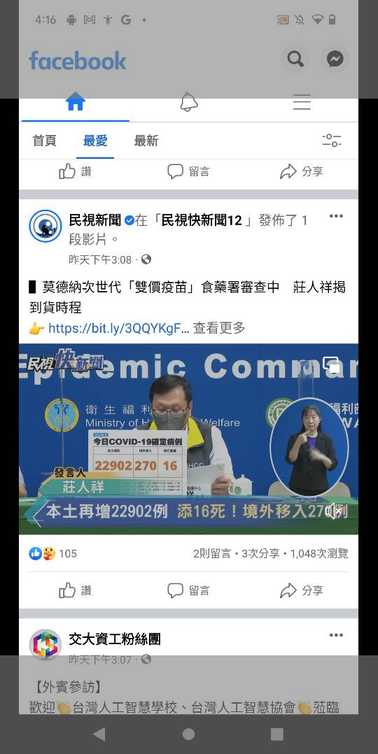 4:16
facebook
首頁 最愛 最新
讚 留言 分享
民視新聞 在「民視快新聞12 」發佈了 1
段影片。
昨天下午3:08
▋莫德納次世代「雙價疫苗」食藥署審查中 莊人祥揭
到貨時程
👉 https://bit.ly/3QQYKgF... 查看更多
民視 快新聞
Epidemic Comman
衛生福利
Ministry of Welfare
今日COVID-19確定病例
22902 270 16
發言人
莊人祥
本土再增22902例 添16死！境外移入270例
105 2則留言・3次分享・1,048次瀏覽
讚 留言 分享
交大資工粉絲團
昨天下午3:07
【外賓參訪】
歡迎👏台灣人工智慧學校、台灣人工智慧協會👏蒞臨